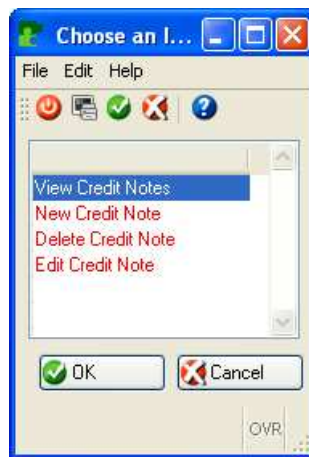 Choose an I...
File Edit Help
View Credit Notes
New Credit Note
Delete Credit Note
Edit Credit Note
OK Cancel
OVR